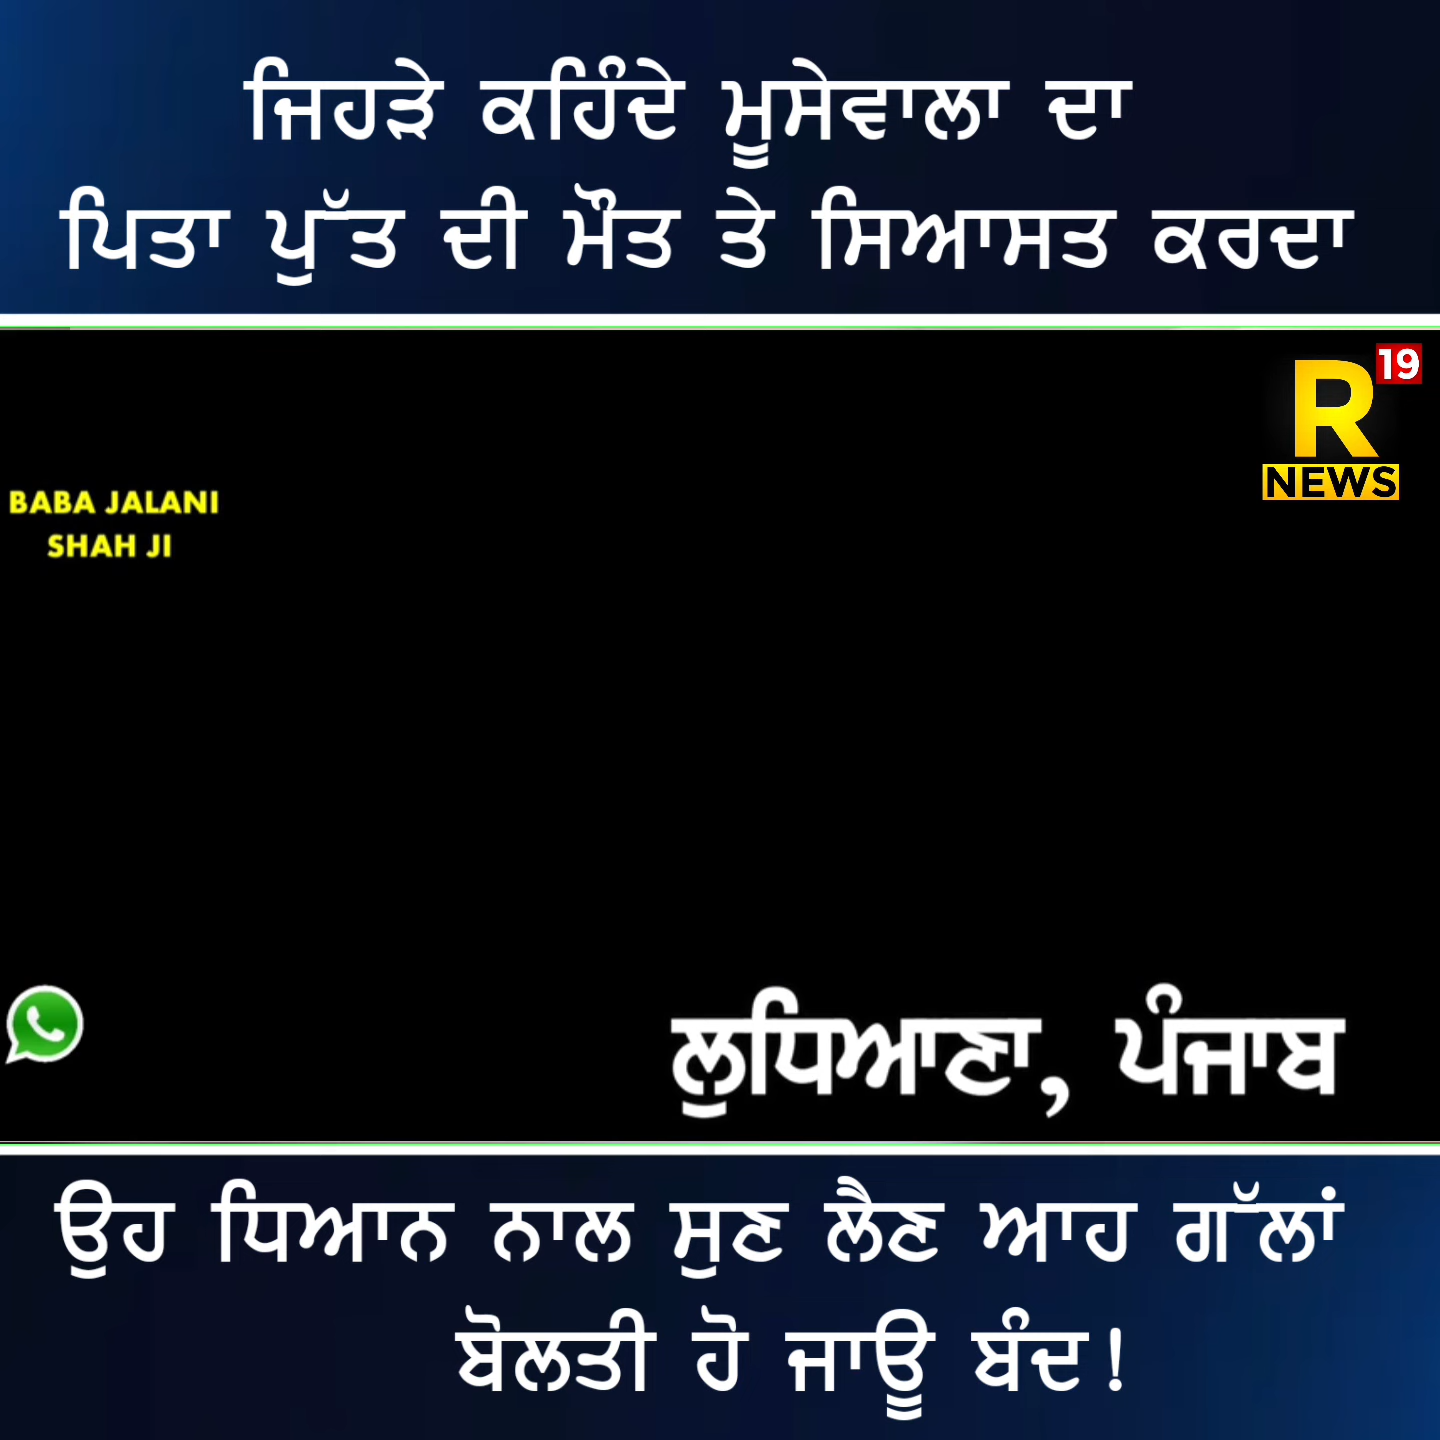 ਜਿਹੜੇ ਕਹਿੰਦੇ ਮੂਸੇਵਾਲਾ ਦਾ
ਪਿਤਾ ਪੁੱਤ ਦੀ ਮੌਤ ਤੇ ਸਿਆਸਤ ਕਰਦਾ
R 19
NEWS
BABA JALANI
SHAH JI
ਲੁਧਿਆਣਾ, ਪੰਜਾਬ
ਉਹ ਧਿਆਨ ਨਾਲ ਸੁਣ ਲੈਣ ਆਹ ਗੱਲਾਂ
ਬੋਲਤੀ ਹੋ ਜਾਊ ਬੰਦ!